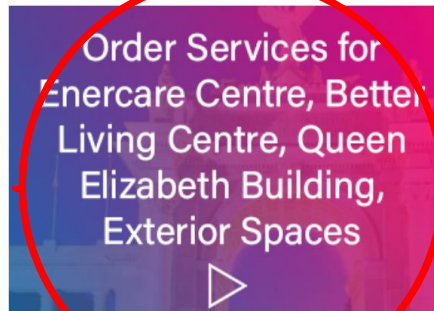 Order Services for
Enercare Centre, Better
Living Centre, Queen
Elizabeth Building,
Exterior Spaces